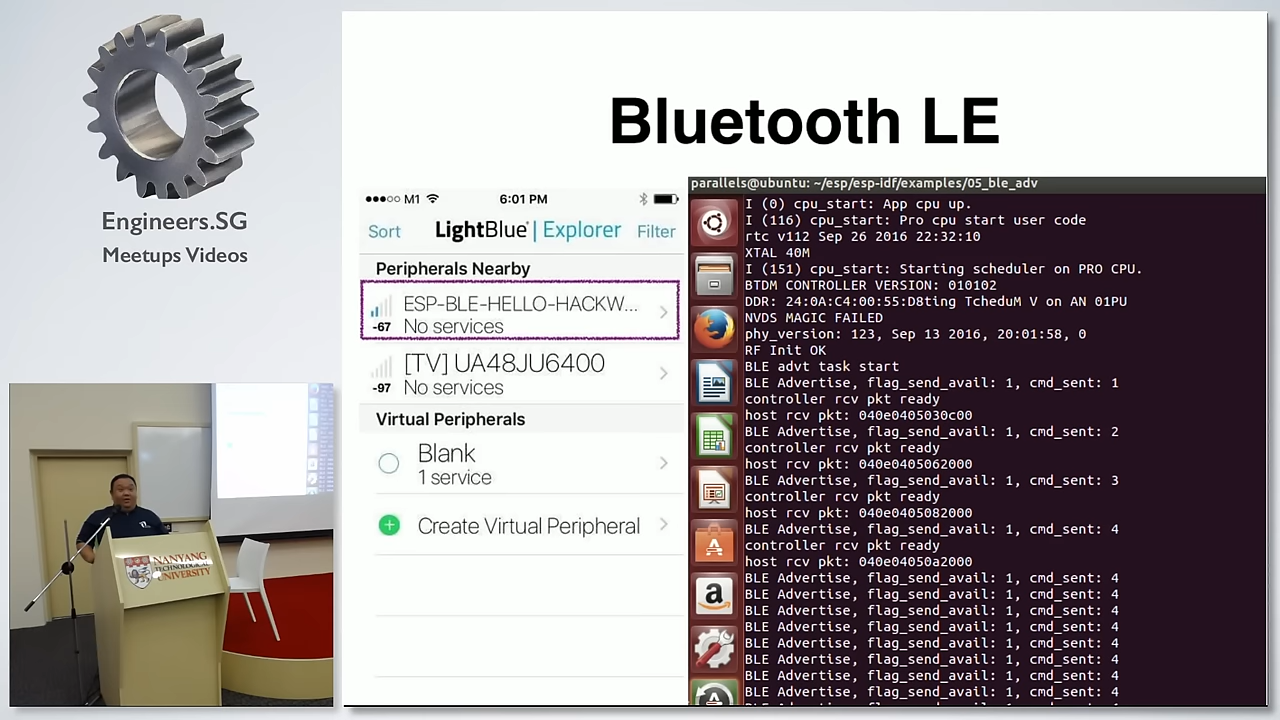 Engineers.SG
Meetups Videos
NANYANG
TECHNOLOGICAL
UNIVERSITY
Bluetooth LE
M1
6:01 PM
Sort
LightBlue | Explorer
Filter
Peripherals Nearby
ESP-BLE-HELLO-HACKW...
-67
No services
[TV] UA48JU6400
-97
No services
Virtual Peripherals
Blank
1 service
Create Virtual Peripheral
parallels@ubuntu: ~/esp/esp-idf/examples/05_ble_adv
I (0) cpu_start: App cpu up.
I (116) cpu_start: Pro cpu start user code
rtc v112 Sep 26 2016 22:32:10
XTAL 40M
I (151) cpu_start: Starting scheduler on PRO CPU.
BTDM CONTROLLER VERSION: 010102
DDR: 24:0A:C4:00:55:D8ting TcheduM V on AN 01PU
NVDS MAGIC FAILED
phy_version: 123, Sep 13 2016, 20:01:58, 0
RF Init OK
BLE advt task start
BLE Advertise, flag_send_avail: 1, cmd_sent: 1
controller rcv pkt ready
host rcv pkt: 040e0405030c00
BLE Advertise, flag_send_avail: 1, cmd_sent: 2
controller rcv pkt ready
host rcv pkt: 040e0405062000
BLE Advertise, flag_send_avail: 1, cmd_sent: 3
controller rcv pkt ready
host rcv pkt: 040e0405082000
BLE Advertise, flag_send_avail: 1, cmd_sent: 4
controller rcv pkt ready
host rcv pkt: 040e04050a2000
BLE Advertise, flag_send_avail: 1, cmd_sent: 4
BLE Advertise, flag_send_avail: 1, cmd_sent: 4
BLE Advertise, flag_send_avail: 1, cmd_sent: 4
BLE Advertise, flag_send_avail: 1, cmd_sent: 4
BLE Advertise, flag_send_avail: 1, cmd_sent: 4
BLE Advertise, flag_send_avail: 1, cmd_sent: 4
BLE Advertise, flag_send_avail: 1, cmd_sent: 4
BLE Advertise, flag_send_avail: 1, cmd_sent: 4